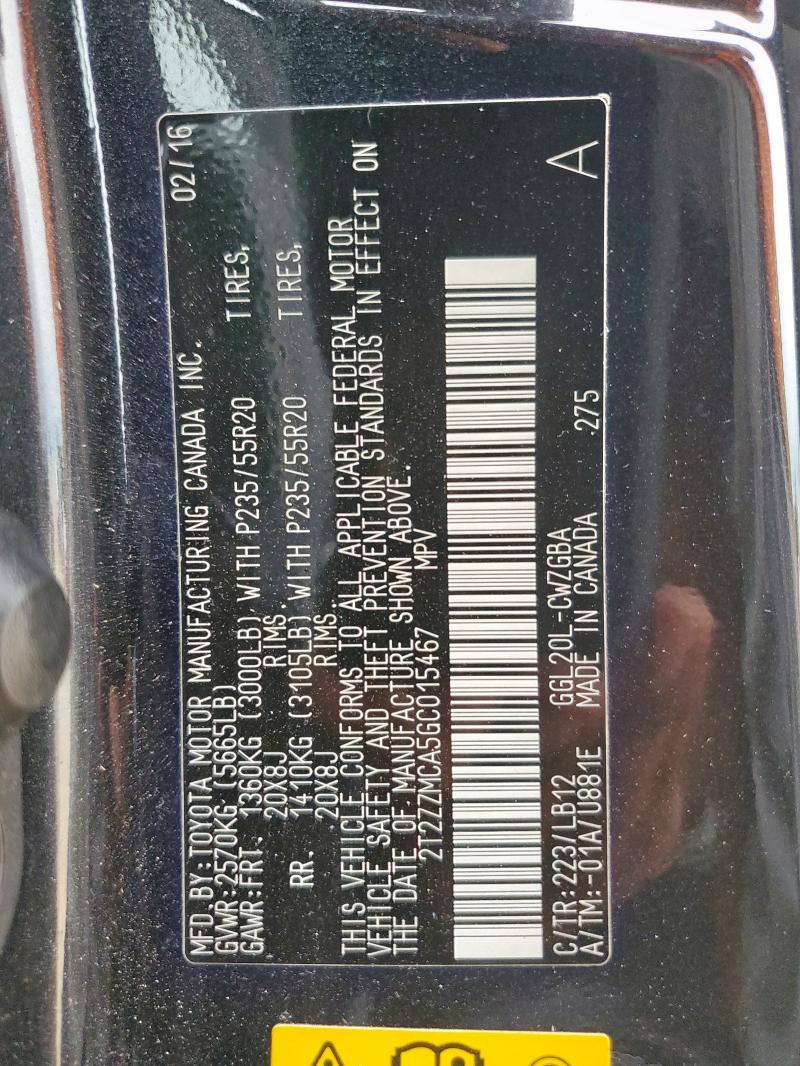 MFD.BY:TOYOTA MOTOR MANUFACTURING CANADA INC. 02/16
GVWR:2570KG (5665LB)
GAWR:FRT. 1360KG (3000LB) WITH P235/55R20 TIRES,
20X8J RIMS.
RR. 1410KG (3105LB) WITH P235/55R20 TIRES,
20X8J RIMS.
THIS VEHICLE CONFORMS TO ALL APPLICABLE FEDERAL MOTOR
VEHICLE SAFETY AND THEFT PREVENTION STANDARDS IN EFFECT ON
THE DATE OF MANUFACTURE SHOWN ABOVE.
2T2ZZMCA5GC015467 MPV
C/TR:223/LB12 GGL20L-CWZGBA
A/TM:-01A/U881E MADE IN CANADA 275 A